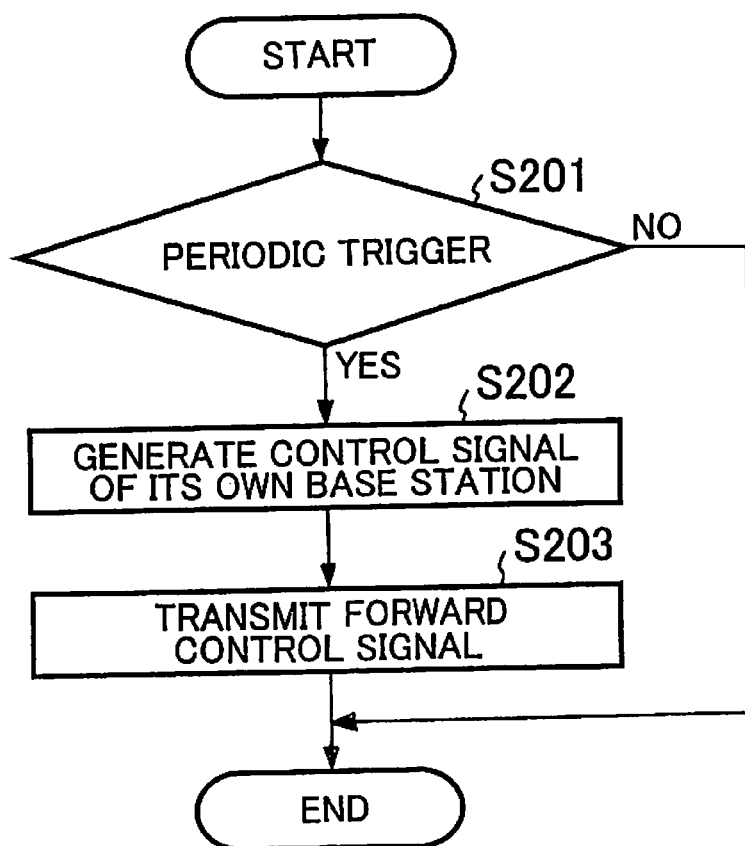 START
S201
PERIODIC TRIGGER
NO
YES
S202
GENERATE CONTROL SIGNAL
OF ITS OWN BASE STATION
S203
TRANSMIT FORWARD
CONTROL SIGNAL
END